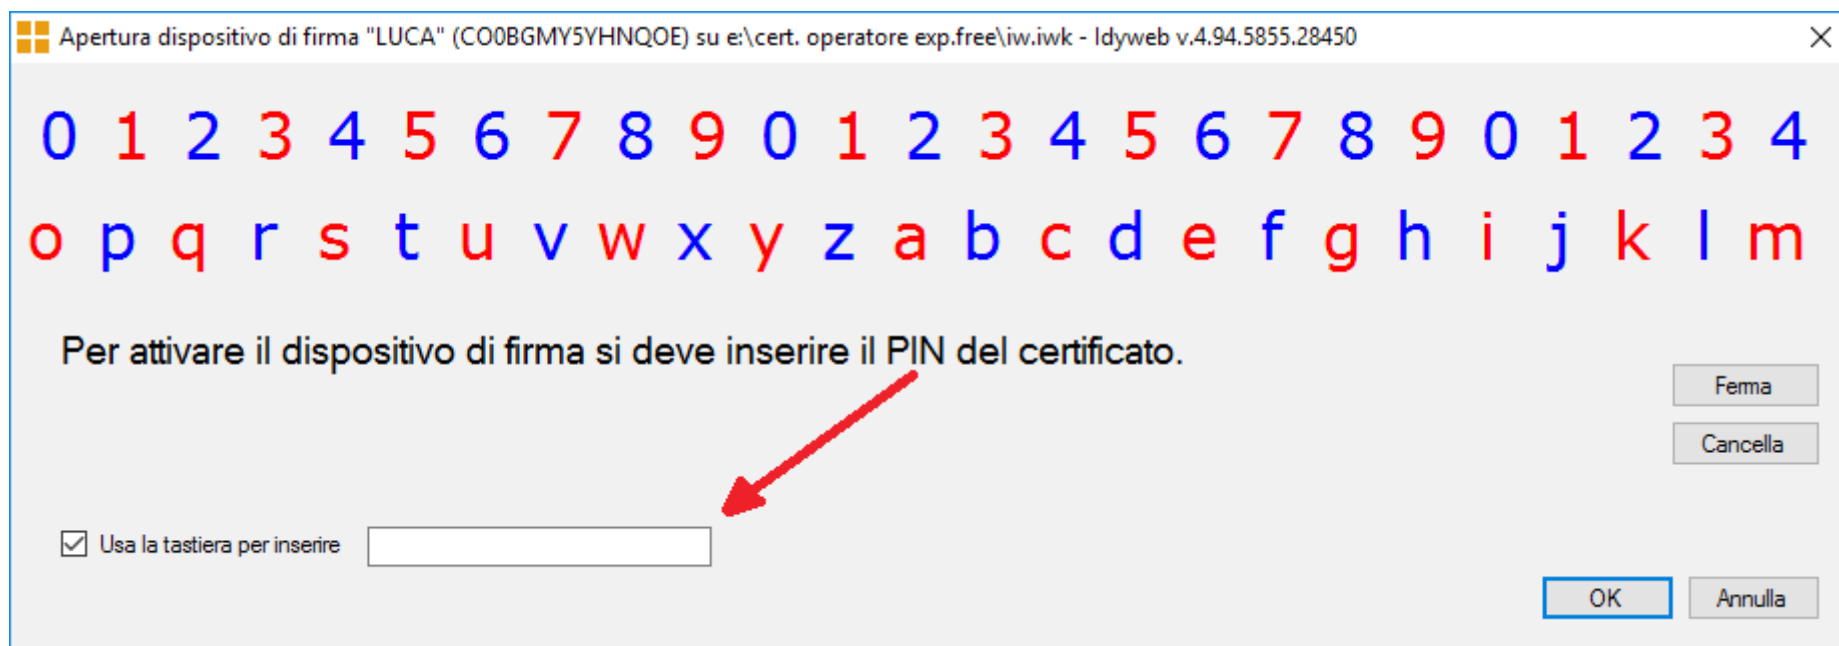 Apertura dispositivo di firma "LUCA" (CO0BGMY5YHNQOE) su e:\cert. operatore exp.free\iw.iwk - Idyweb v.4.94.5855.28450
0 1 2 3 4 5 6 7 8 9 0 1 2 3 4 5 6 7 8 9 0 1 2 3 4
o p q r s t u v w x y z a b c d e f g h i j k l m
Per attivare il dispositivo di firma si deve inserire il PIN del certificato.
Ferma
Cancella
Usa la tastiera per inserire
OK Annulla